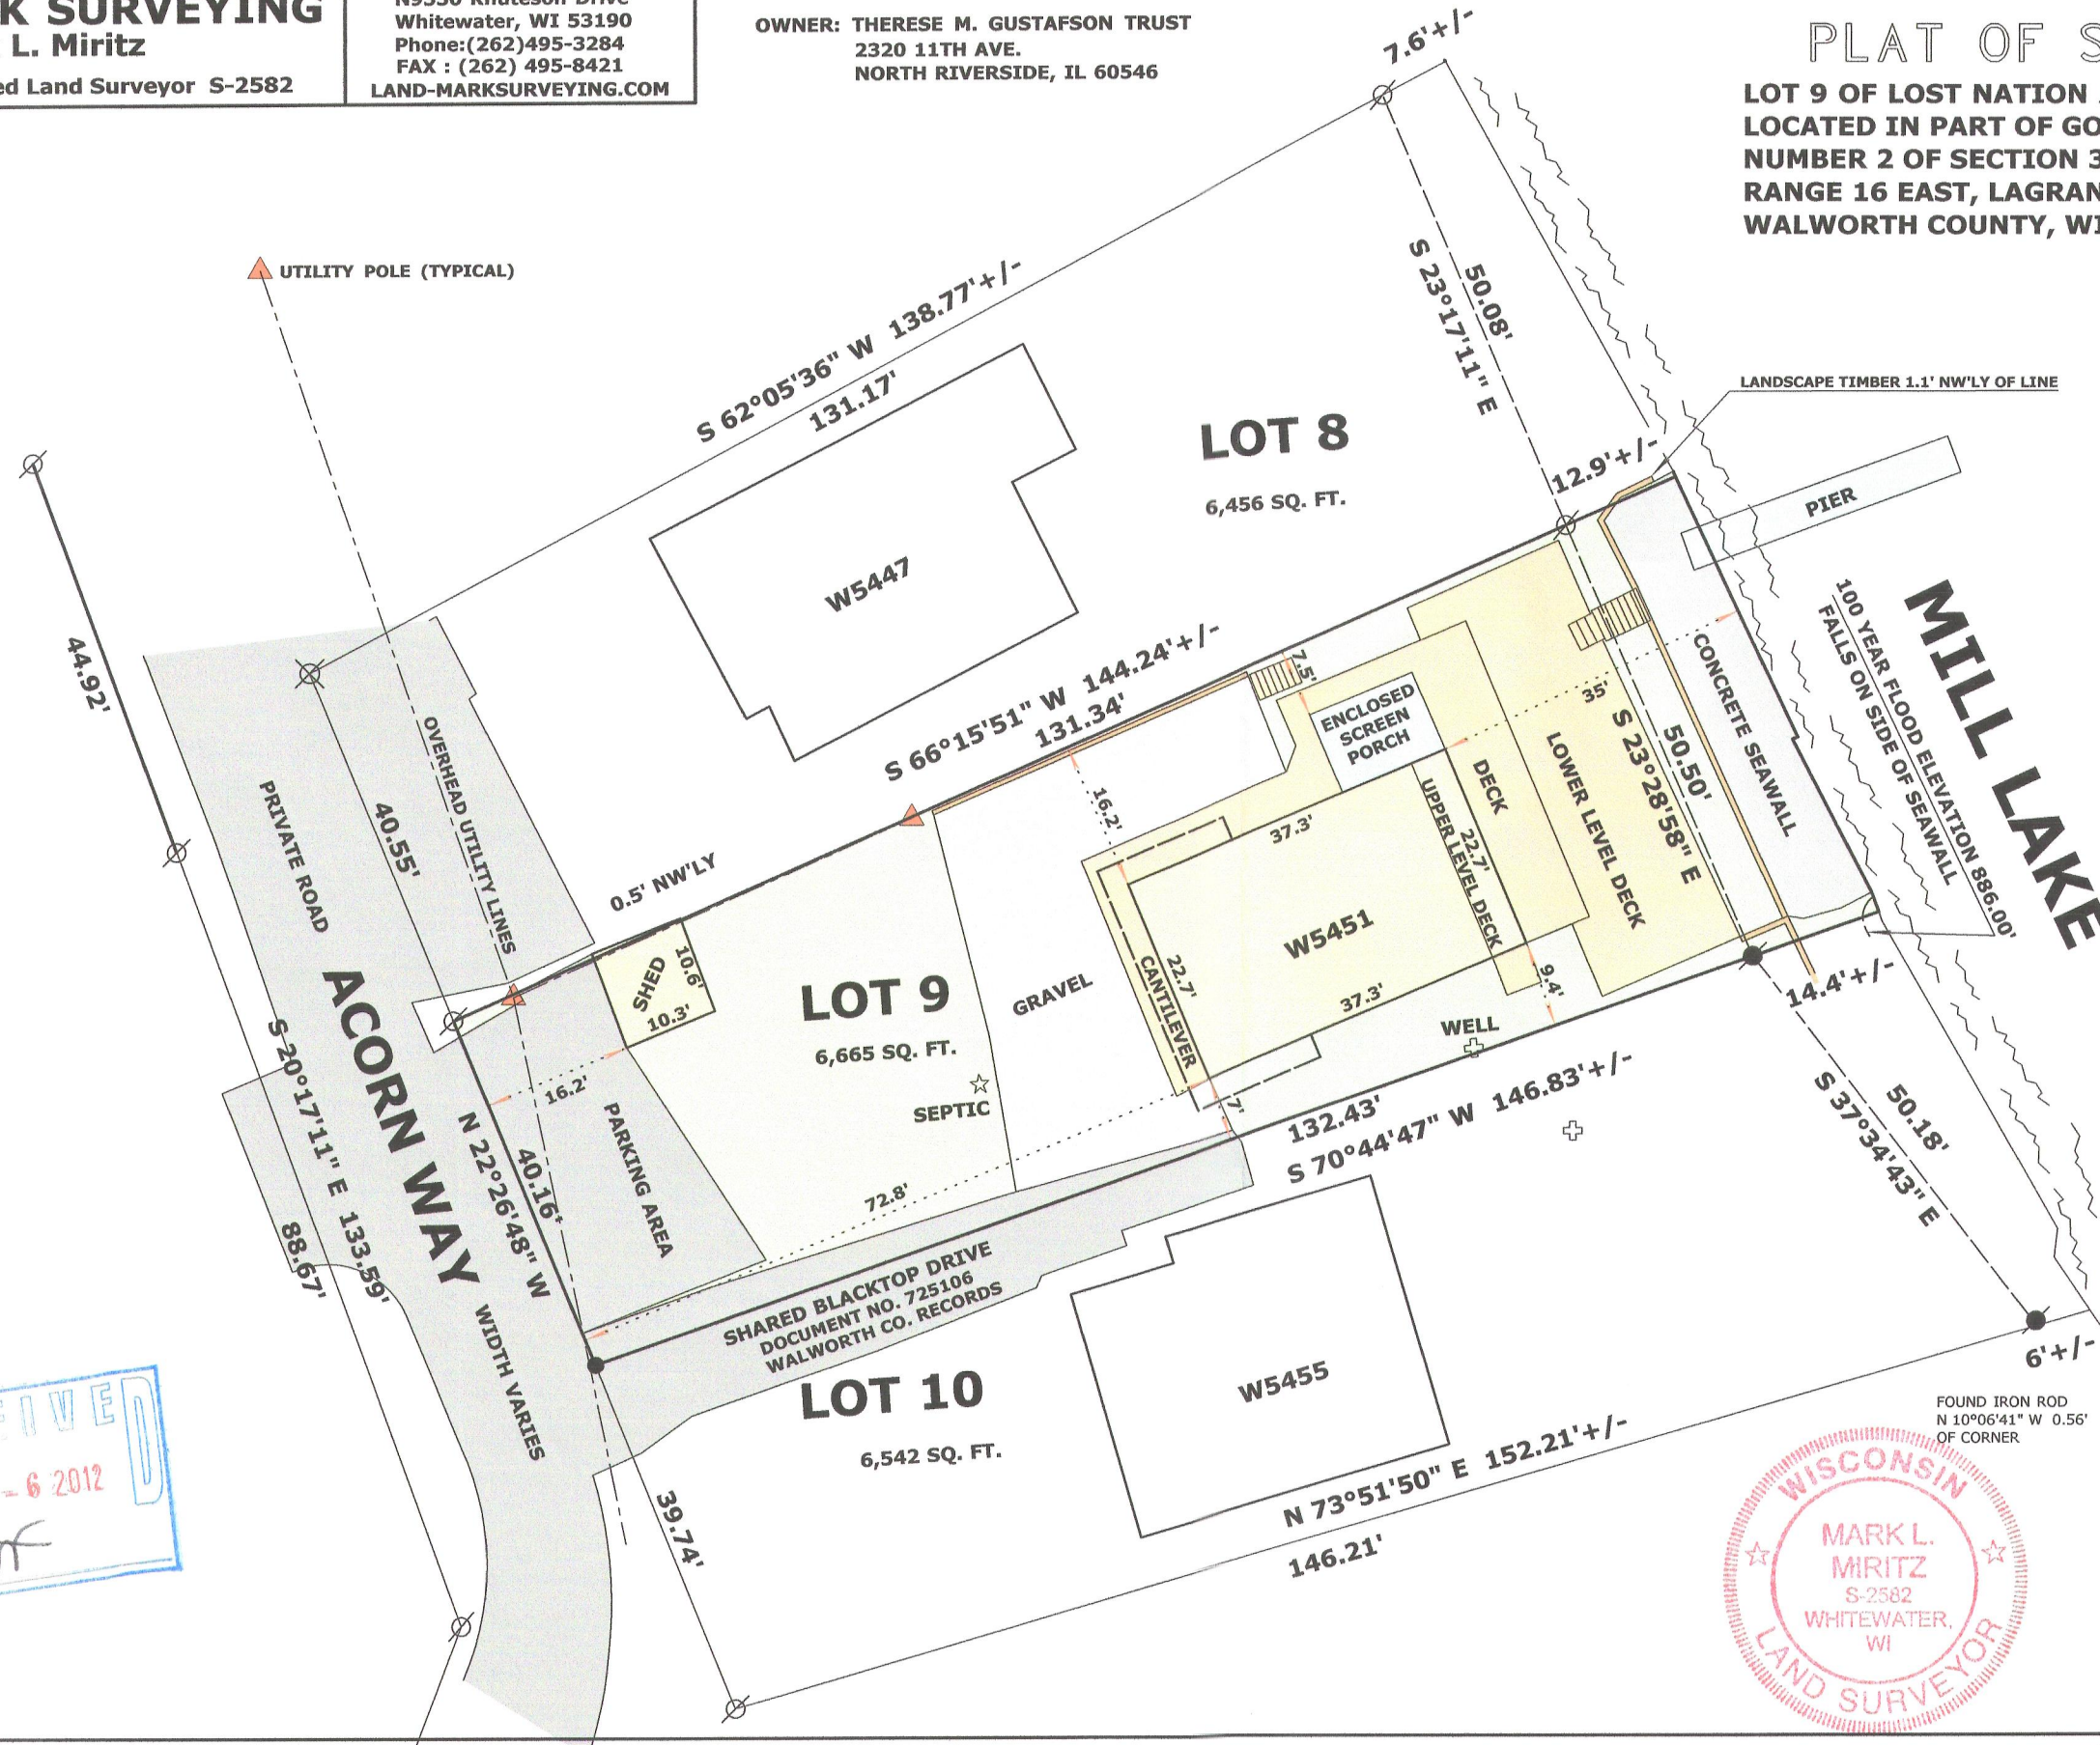 K SURVEYING
L. Miritz
ed Land Surveyor S-2582
N9330 Knuteson Drive
Whitewater, WI 53190
Phone:(262)495-3284
FAX : (262) 495-8421
LAND-MARKSURVEYING.COM
OWNER: THERESE M. GUSTAFSON TRUST
2320 11TH AVE.
NORTH RIVERSIDE, IL 60546
PLAT OF S
LOT 9 OF LOST NATION
LOCATED IN PART OF GO
NUMBER 2 OF SECTION 3
RANGE 16 EAST, LAGRAN
WALWORTH COUNTY, WI
7.6'+/-
UTILITY POLE (TYPICAL)
S 62°05'36" W 138.77'+/-
131.17'
50.08'
S 23°17'11" E
LANDSCAPE TIMBER 1.1' NW'LY OF LINE
LOT 8
6,456 SQ. FT.
12.9'+/-
PIER
W5447
MILL LAKE
100 YEAR FLOOD ELEVATION 886.00'
FALLS ON SIDE OF SEAWALL
44.92'
OVERHEAD UTILITY LINES
PRIVATE ROAD
40.55'
S 66°15'51" W 144.24'+/-
131.34'
7.5'
ENCLOSED
SCREEN
PORCH
35'
CONCRETE SEAWALL
50.50'
S 23°28'58" E
DECK
LOWER LEVEL DECK
UPPER LEVEL DECK
22.7'
16.2'
37.3'
W5451
0.5' NW'LY
SHED
10.6'
10.3'
LOT 9
6,665 SQ. FT.
SEPTIC
GRAVEL
CANTILEVER
22.7'
37.3'
9.4'
WELL
14.4'+/-
7'
ACORN WAY
WIDTH VARIES
S 20°17'11" E 133.59'
88.67'
16.2'
PARKING AREA
40.16'
N 22°26'48" W
72.8'
132.43'
S 70°44'47" W 146.83'+/-
50.18'
S 37°34'43" E
SHARED BLACKTOP DRIVE
DOCUMENT NO. 725106
WALWORTH CO. RECORDS
LOT 10
6,542 SQ. FT.
W5455
6'+/-
FOUND IRON ROD
N 10°06'41" W 0.56'
OF CORNER
N 73°51'50" E 152.21'+/-
146.21'
39.74'
EIVED
- 6 2012
WISCONSIN
MARK L.
MIRITZ
S-2582
WHITEWATER,
WI
LAND SURVEYOR